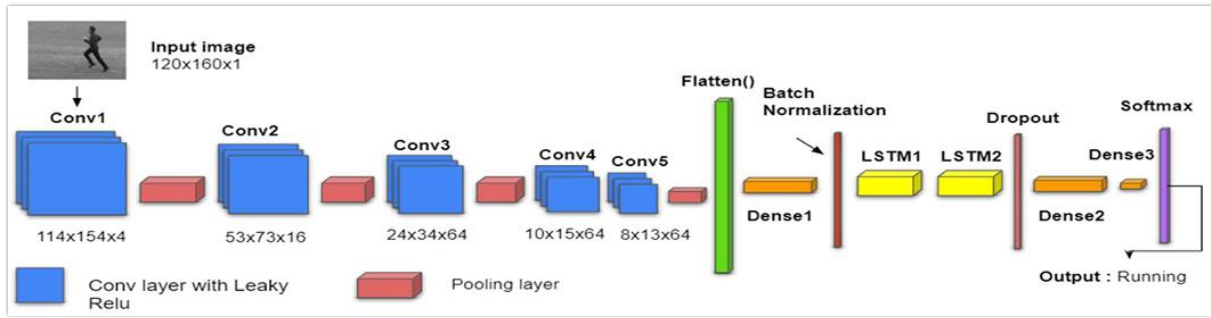 Input image
120x160x1
Conv1
Conv2
Conv3
Conv4
Conv5
Flatten()
Batch
Normalization
Dense1
LSTM1
LSTM2
Dropout
Dense2
Dense3
Softmax
114x154x4
53x73x16
24x34x64
10x15x64
8x13x64
Output : Running
Conv layer with Leaky
Relu
Pooling layer